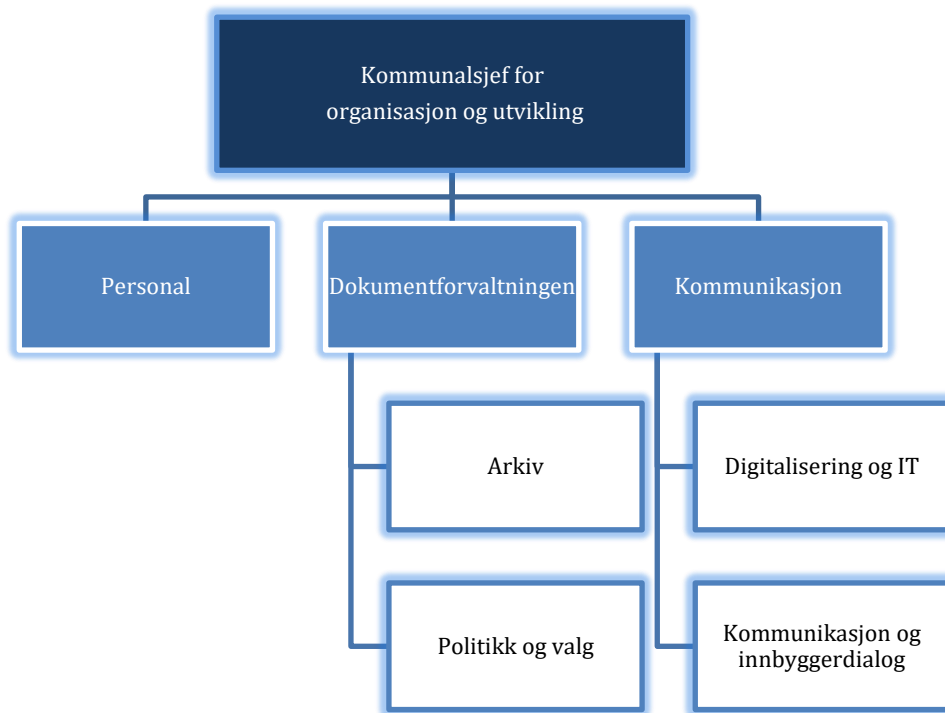 Kommunalsjef for
organisasjon og utvikling
Personal
Dokumentforvaltningen
Kommunikasjon
Arkiv
Digitalisering og IT
Politikk og valg
Kommunikasjon og
innbyggerdialog